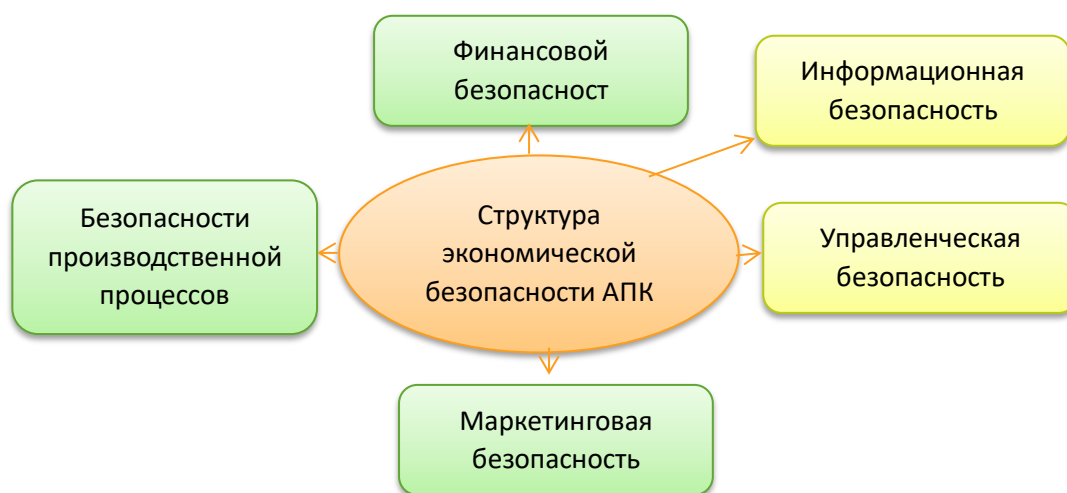 Финансовой
безопасност
Информационная
безопасность
Безопасности
производственной
процессов
Структура
экономической
безопасности АПК
Управленческая
безопасность
Маркетинговая
безопасность